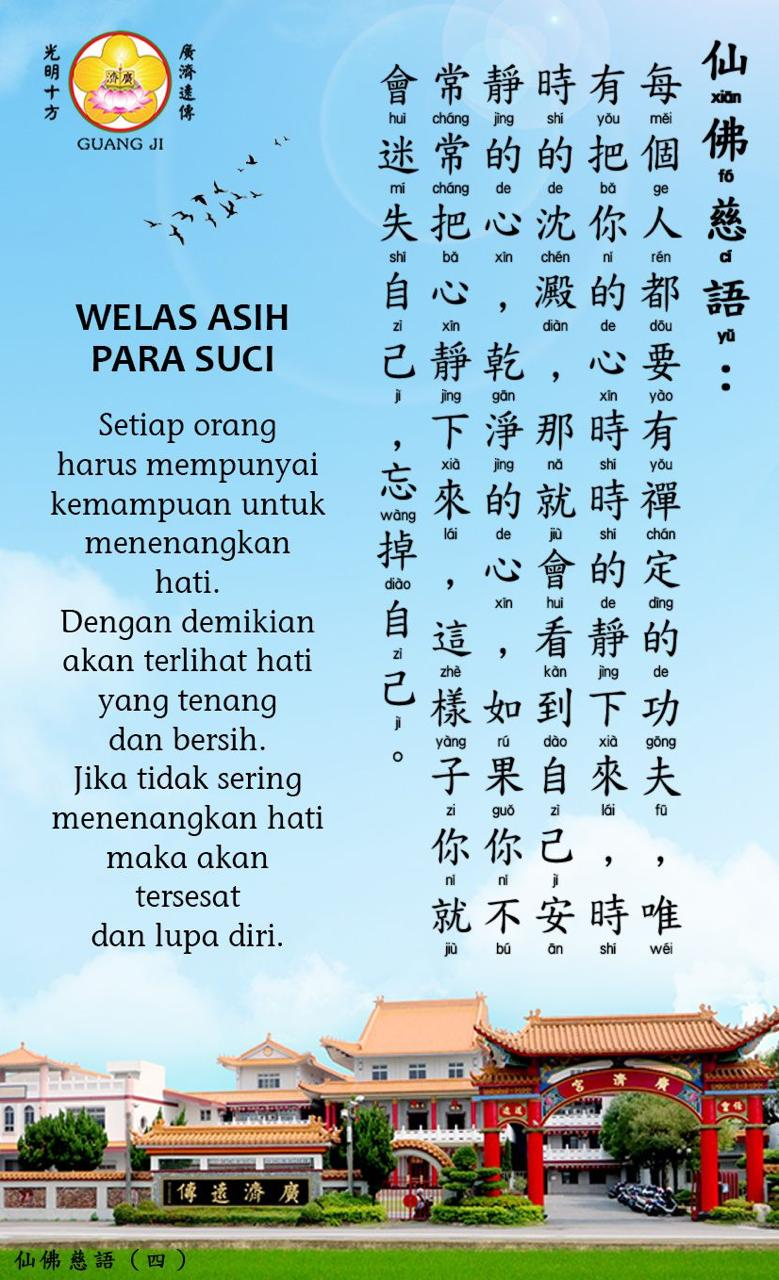 光明十方
廣濟
廣濟遠傳
GUANG JI
仙佛慈語：
xiān fó cí yǔ
每個人都要有禪定的功夫，唯
měi ge rén dōu yào yǒu chán dìng de gōng fū wéi
有把你的心時時的靜下來，時
yǒu bǎ nǐ de xīn shí shí de jìng xià lái shí
時的沈澱，那就會看到自己安
shí de chén diàn nǎ jiù huì kàn dào zì jǐ ān
靜的心，乾淨的心，如果你不
jìng de xīn gān jìng de xīn rú guǒ nǐ bú
常常把心靜下來，這樣子你就
cháng cháng bǎ xīn jìng xià lái zhè yàng zi nǐ jiù
會迷失自己，忘掉自己。
huì mí shī zì jǐ wàng diào zì jǐ
WELAS ASIH
PARA SUCI
Setiap orang
harus mempunyai
kemampuan untuk
menenangkan
hati.
Dengan demikian
akan terlihat hati
yang tenang
dan bersih.
Jika tidak sering
menenangkan hati
maka akan
tersesat
dan lupa diri.
廣濟宮
廣濟遠傳
仙佛慈語（四）